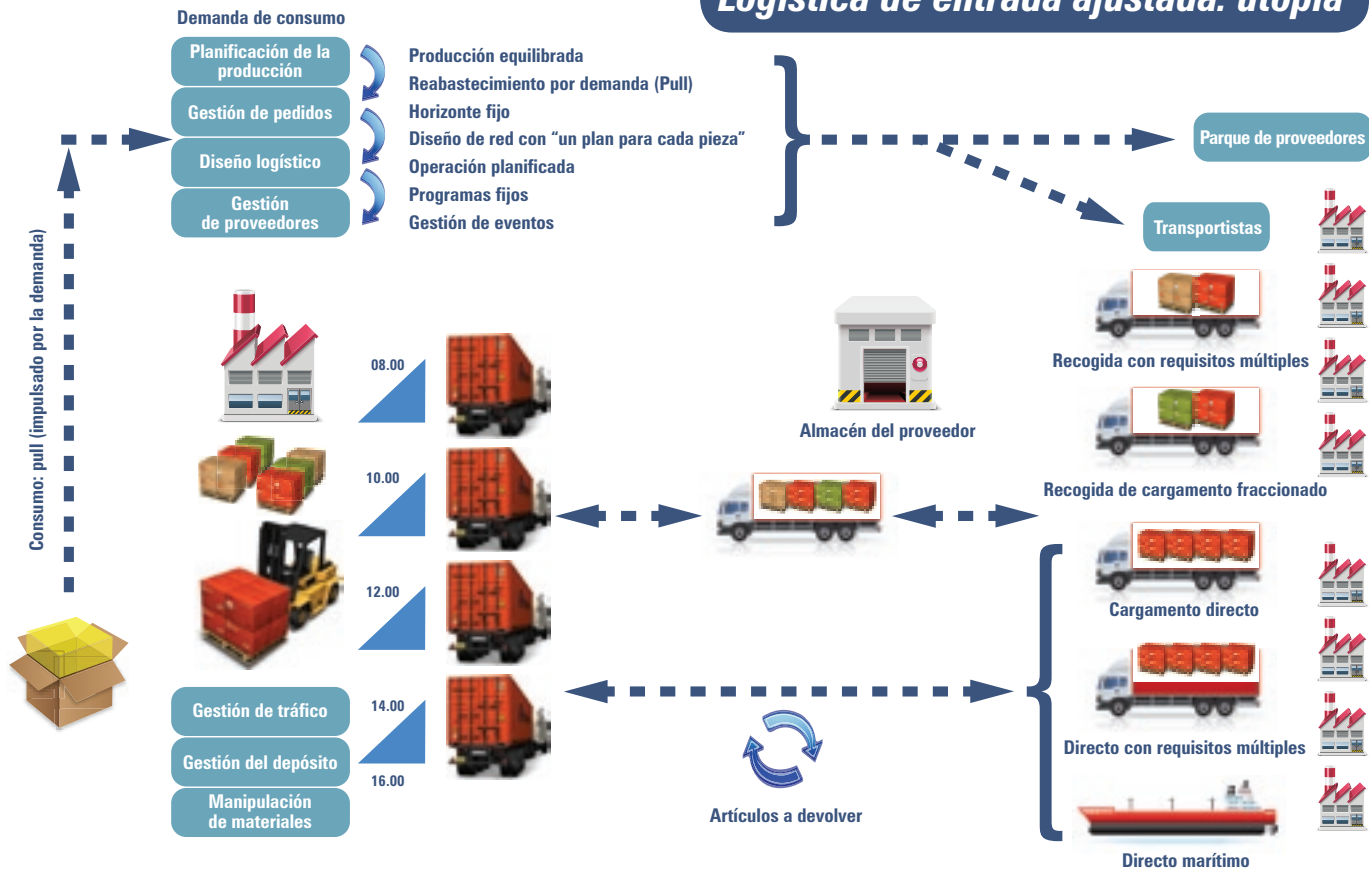 Logística de entrada ajustada: utopía
Demanda de consumo
Planificación de la
producción
Gestión de pedidos
Diseño logístico
Gestión
de proveedores
Producción equilibrada
Reabastecimiento por demanda (Pull)
Horizonte fijo
Diseño de red con “un plan para cada pieza”
Operación planificada
Programas fijos
Gestión de eventos
Parque de proveedores
Transportistas
Consumo: pull (impulsado por la demanda)
08.00
10.00
12.00
14.00
16.00
Almacén del proveedor
Recogida con requisitos múltiples
Recogida de cargamento fraccionado
Cargamento directo
Directo con requisitos múltiples
Directo marítimo
Gestión de tráfico
Gestión del depósito
Manipulación
de materiales
Artículos a devolver